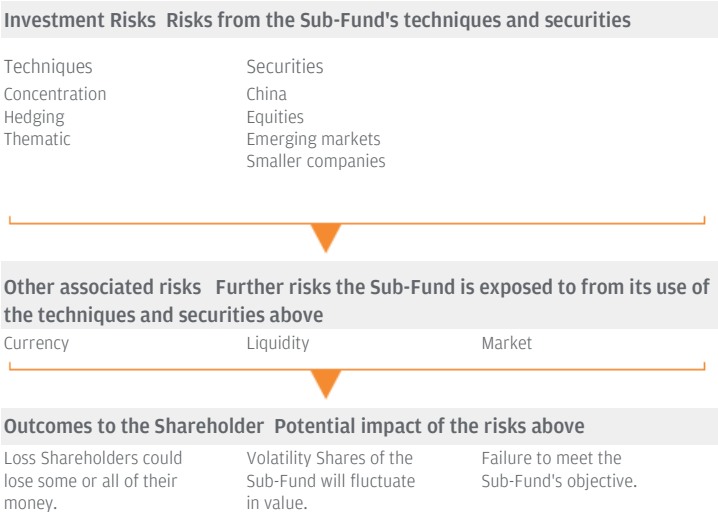 Investment Risks Risks from the Sub-Fund's techniques and securities
Techniques
Concentration
Hedging
Thematic
Securities
China
Equities
Emerging markets
Smaller companies
Other associated risks Further risks the Sub-Fund is exposed to from its use of
the techniques and securities above
Currency
Liquidity
Market
Outcomes to the Shareholder Potential impact of the risks above
Loss Shareholders could
lose some or all of their
money.
Volatility Shares of the
Sub-Fund will fluctuate
in value.
Failure to meet the
Sub-Fund's objective.